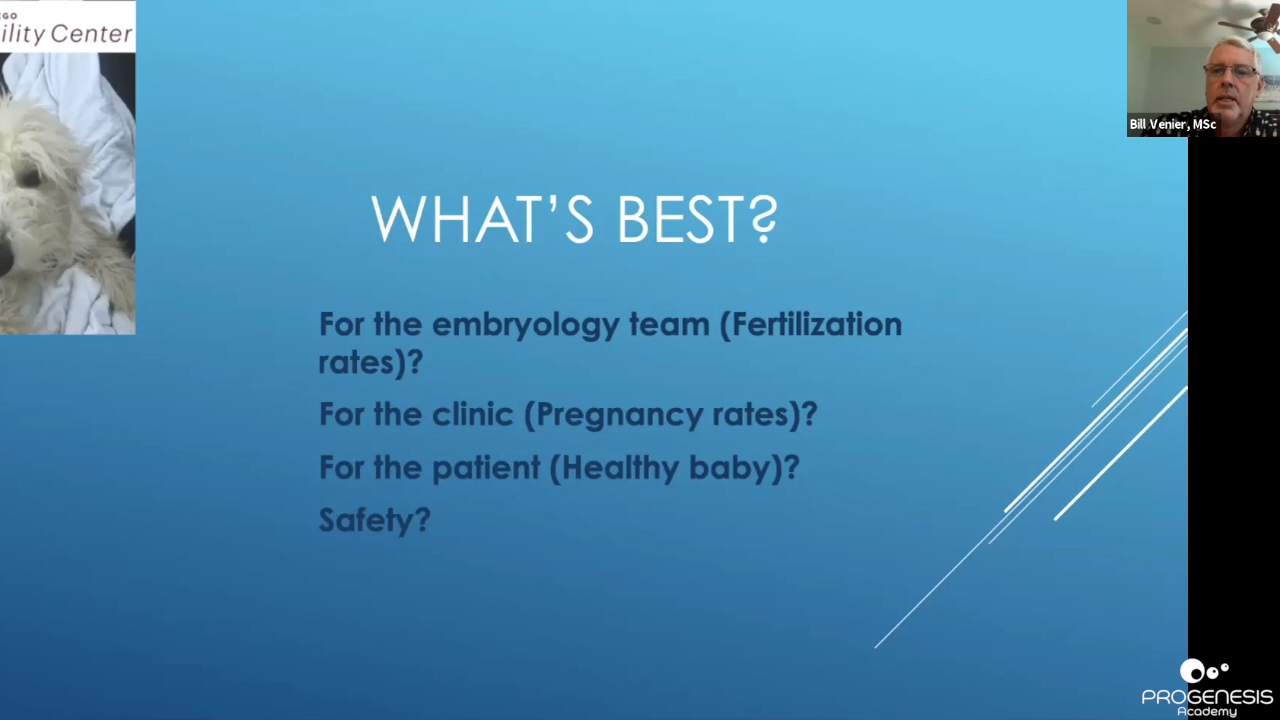 EGO
ility Center
Bill Venier, MSc
WHAT'S BEST?
For the embryology team (Fertilization
rates)?
For the clinic (Pregnancy rates)?
For the patient (Healthy baby)?
Safety?
PROGENESIS
Academy